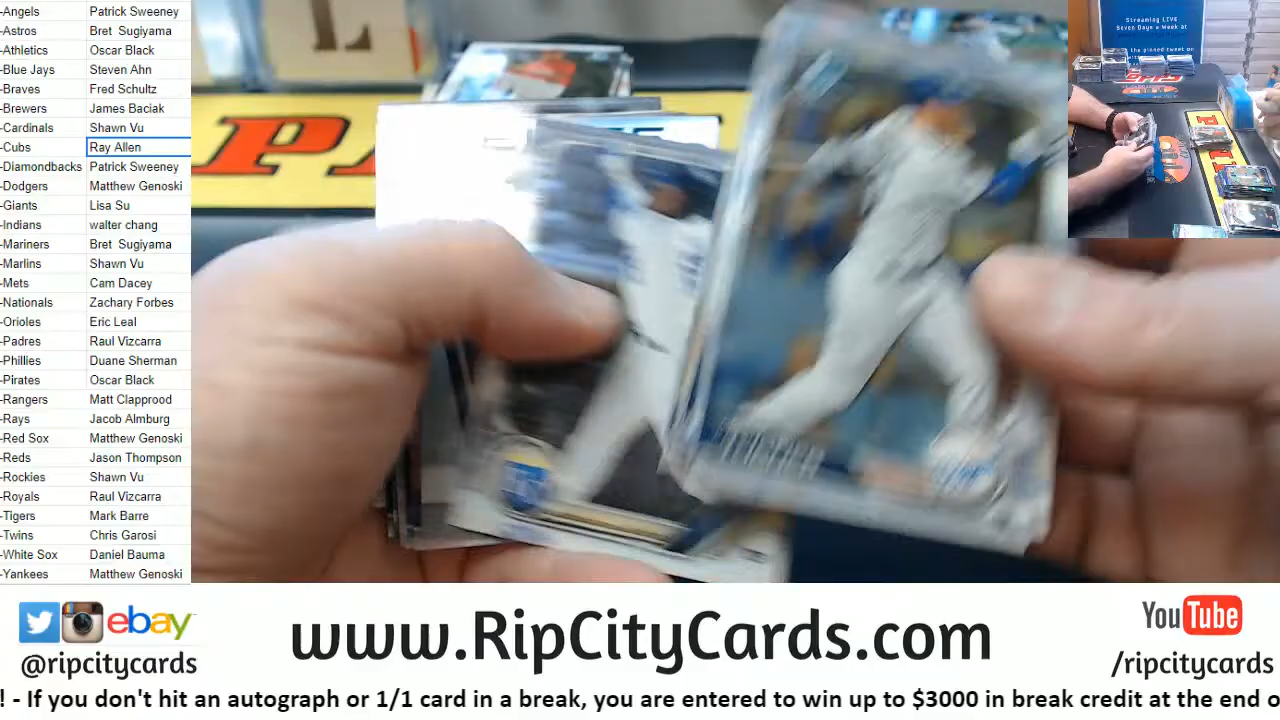 -Angels Patrick Sweeney
-Astros Bret Sugiyama
-Athletics Oscar Black
-Blue Jays Steven Ahn
-Braves Fred Schultz
-Brewers James Baciak
-Cardinals Shawn Vu
-Cubs Ray Allen
-Diamondbacks Patrick Sweeney
-Dodgers Matthew Genoski
-Giants Lisa Su
-Indians walter chang
-Mariners Bret Sugiyama
-Marlins Shawn Vu
-Mets Cam Dacey
-Nationals Zachary Forbes
-Orioles Eric Leal
-Padres Raul Vizcarra
-Phillies Duane Sherman
-Pirates Oscar Black
-Rangers Matt Clapprood
-Rays Jacob Almburg
-Red Sox Matthew Genoski
-Reds Jason Thompson
-Rockies Shawn Vu
-Royals Raul Vizcarra
-Tigers Mark Barre
-Twins Chris Garosi
-White Sox Daniel Bauma
-Yankees Matthew Genoski
L
P
Streaming LIVE
Seven Days a Week at
the pinned tweet on
ebay
@ripcitycards
www.RipCityCards.com
YouTube
/ripcitycards
! - If you don't hit an autograph or 1/1 card in a break, you are entered to win up to $3000 in break credit at the end o